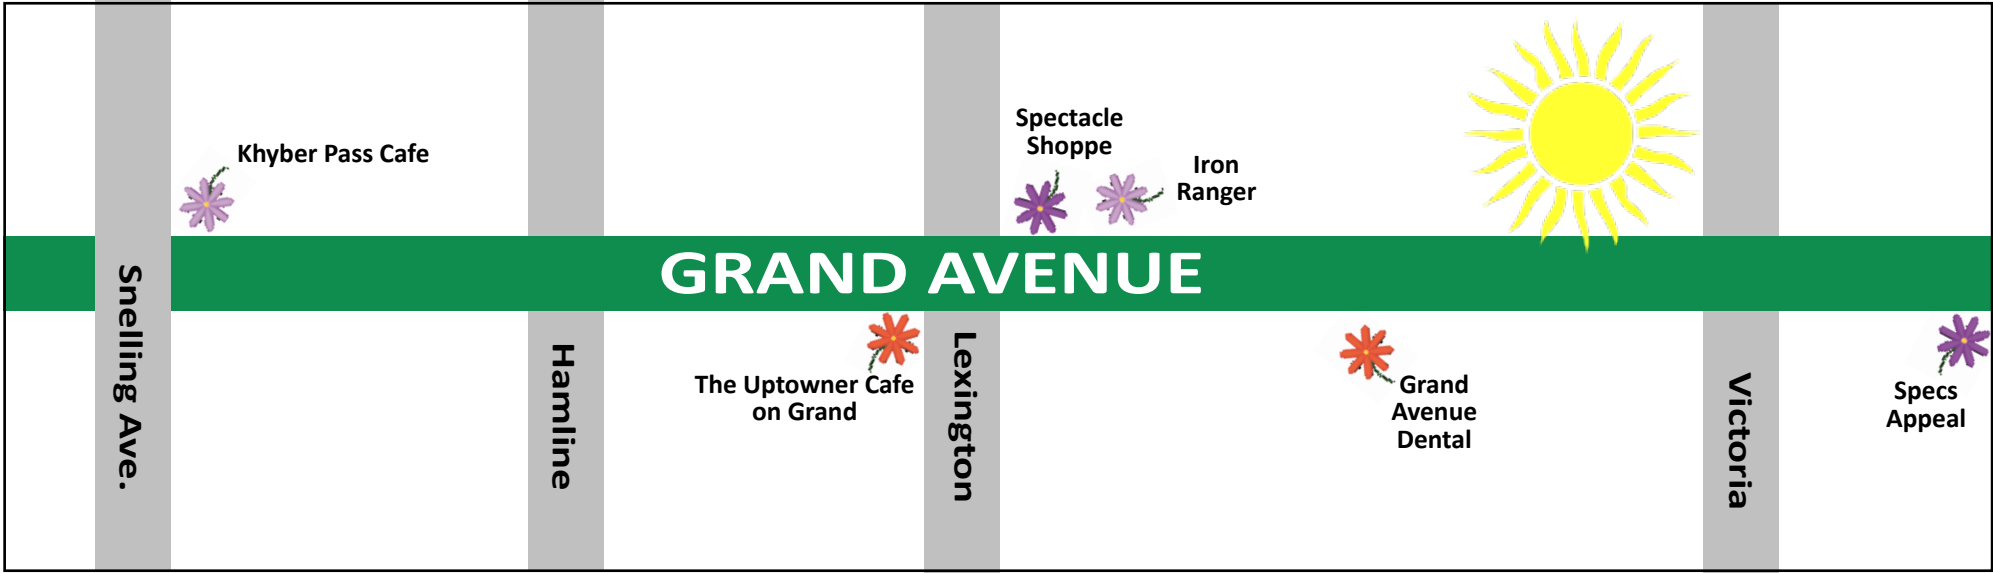 Khyber Pass Cafe
Spectacle
Shoppe
Iron
Ranger
GRAND AVENUE
Snelling Ave.
Hamline
The Uptowner Cafe
on Grand
Lexington
Grand
Avenue
Dental
Victoria
Specs
Appeal